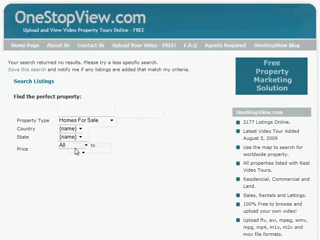 OneStopView.com
Upload and View Video Property Tours Online - FREE
Home Page
About Us
Contact Us
Upload Your Video - FREE!
F.A.Q
Agents Required
OneStopView Blog
Your search returned no results. Please try a less specific search.
Save the search and notify me if any listings are added that match my criteria.
Search Listings
Find the perfect property:
Property Type Homes For Sale
Country {name}
State {name}
Price All to
Free
Property
Marketing
Solution
OneStopView.com
2177 Listings Online.
Latest Video Tour Added
August 5, 2009
Use the map to search for
worldwide property.
All properties listed with
Video Tours.
Residential, Commercial and
Land.
Sales, Rentals and Lettings.
100% Free to browse and
upload your own video!
Upload flv, avi, mpeg, wmv,
mpg, mp4, m1v, m2v and
mov file formats.